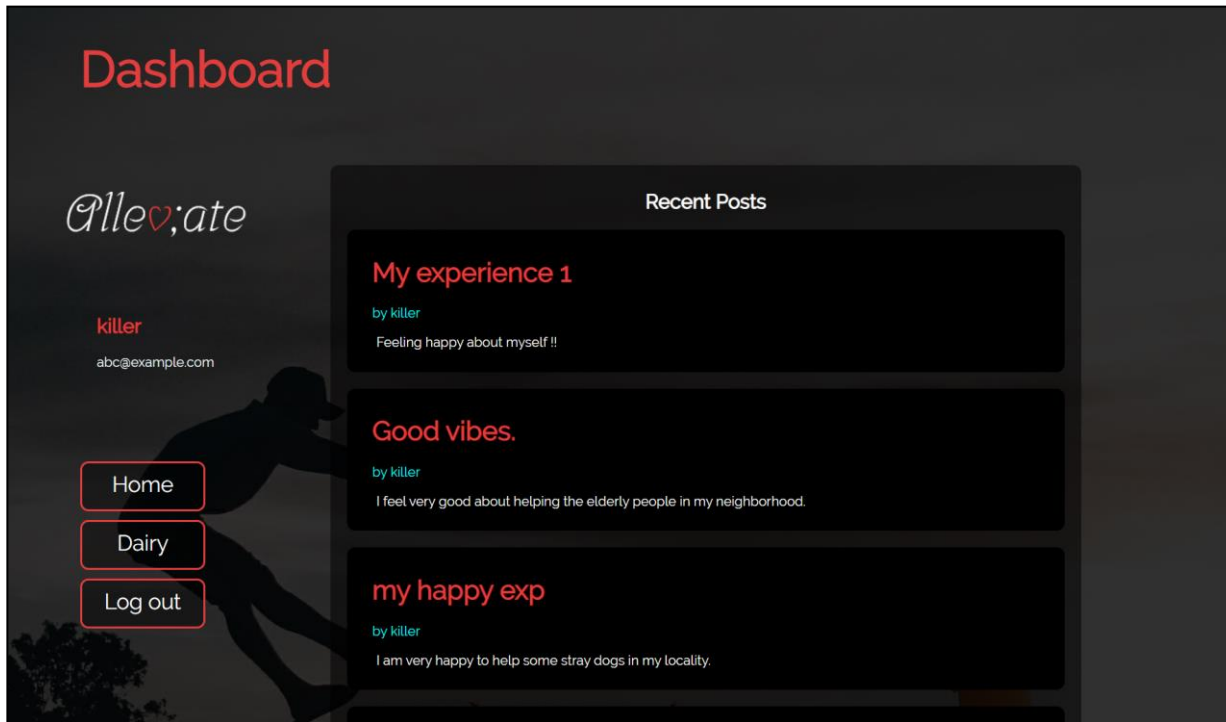 Dashboard
Allev;ate
killer
abc@example.com
Home
Dairy
Log out
Recent Posts
My experience 1
by killer
Feeling happy about myself !!
Good vibes.
by killer
I feel very good about helping the elderly people in my neighborhood.
my happy exp
by killer
I am very happy to help some stray dogs in my locality.